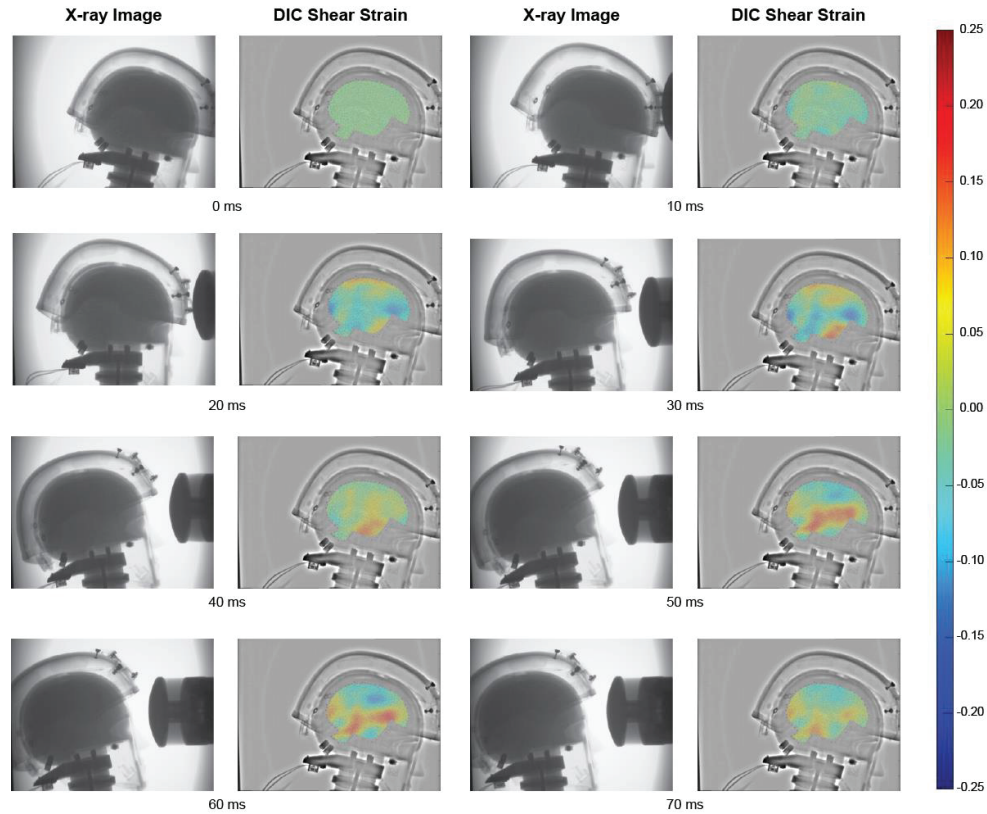 X-ray Image DIC Shear Strain X-ray Image DIC Shear Strain
0 ms 10 ms
20 ms 30 ms
40 ms 50 ms
60 ms 70 ms
0.25
0.20
0.15
0.10
0.05
0.00
-0.05
-0.10
-0.15
-0.20
-0.25